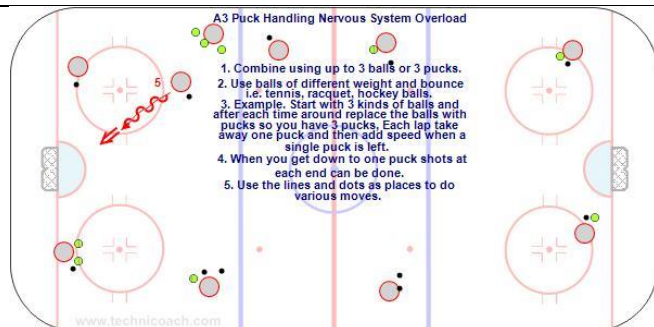 A3 Puck Handling Nervous System Overload
1. Combine using up to 3 balls or 3 pucks.
2. Use balls of different weight and bounce
i.e. tennis, racquet, hockey balls.
3. Example. Start with 3 kinds of balls and
after each time around replace the balls with
pucks so you have 3 pucks. Each lap take
away one puck and then add speed when a
single puck is left.
4. When you get down to one puck shots at
each end can be done.
5. Use the lines and dots as places to do
various moves.
5
www.technicoach.com